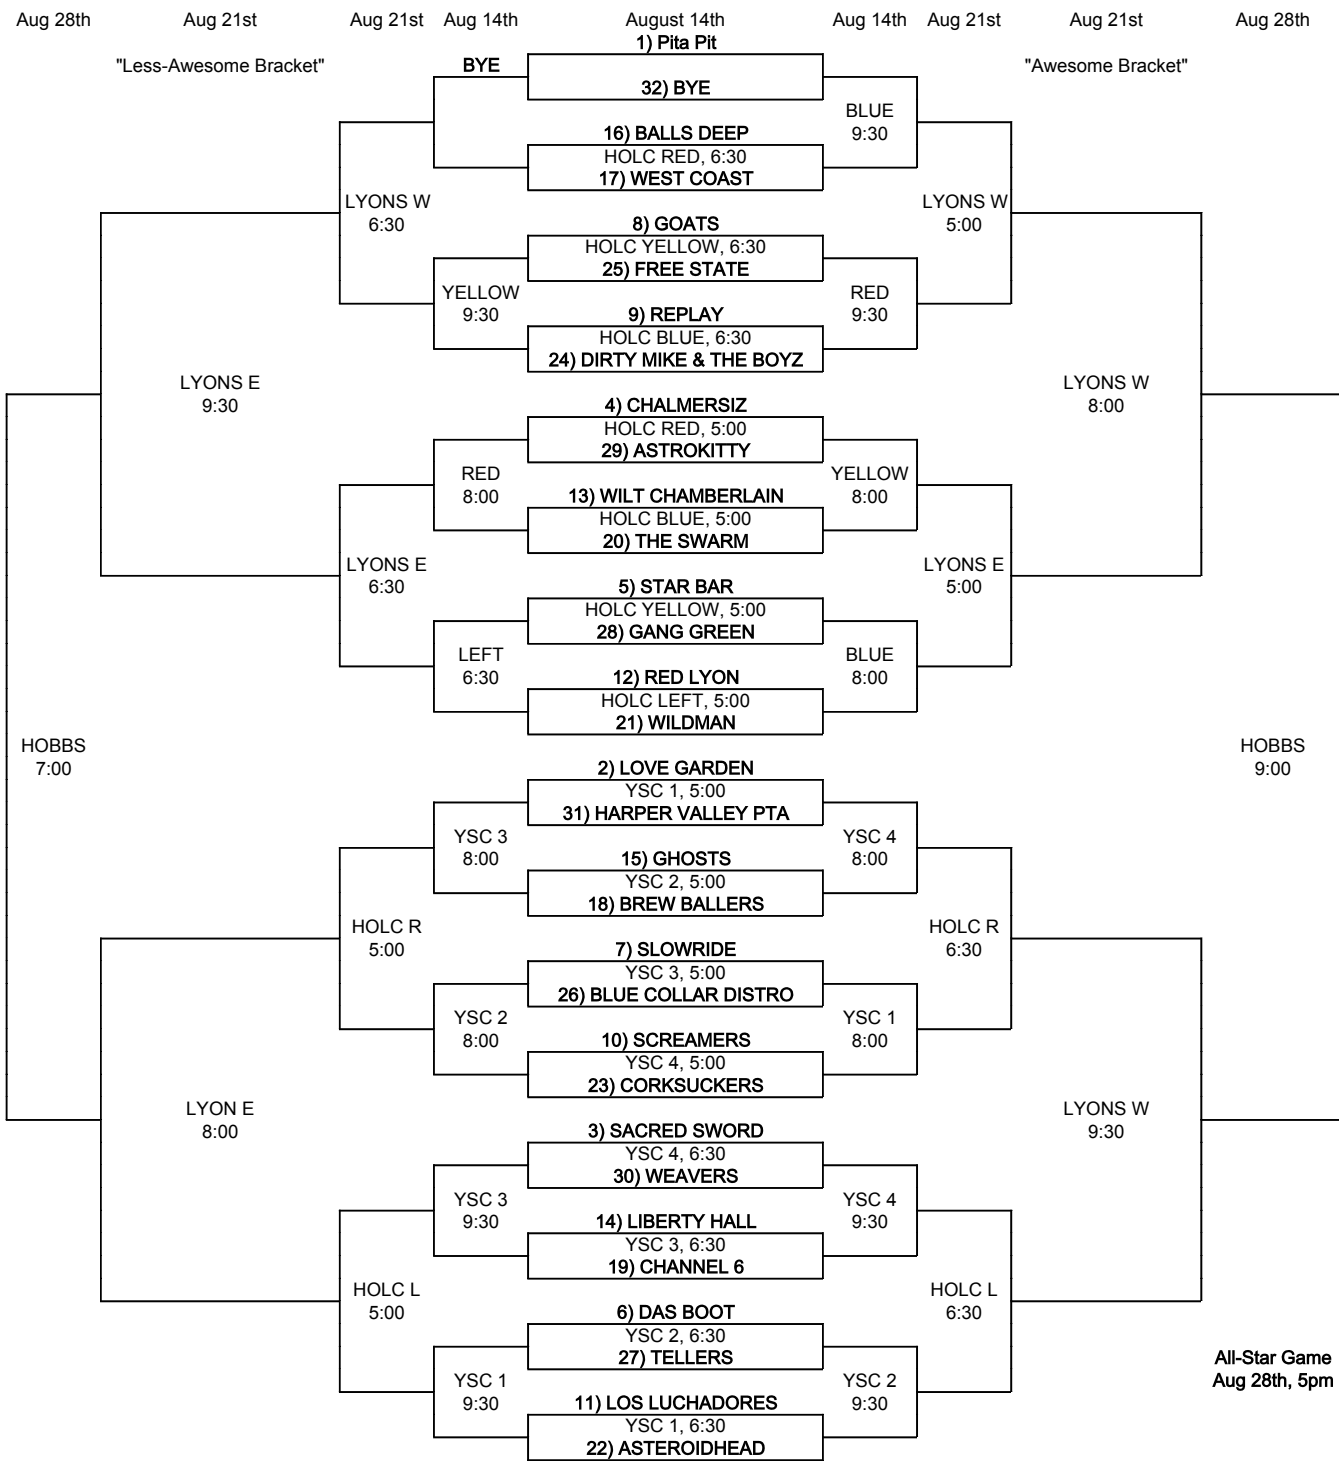 Aug 28th Aug 21st Aug 21st Aug 14th August 14th Aug 14th Aug 21st Aug 21st Aug 28th
1) Pita Pit
"Less-Awesome Bracket" BYE "Awesome Bracket"
32) BYE
BLUE
9:30
16) BALLS DEEP
HOLC RED, 6:30
17) WEST COAST
LYONS W
6:30
LYONS W
5:00
8) GOATS
HOLC YELLOW, 6:30
25) FREE STATE
YELLOW
9:30
RED
9:30
9) REPLAY
HOLC BLUE, 6:30
24) DIRTY MIKE & THE BOYZ
LYONS E
9:30
LYONS W
8:00
4) CHALMERSIZ
HOLC RED, 5:00
29) ASTROKITTY
RED
8:00
YELLOW
8:00
13) WILT CHAMBERLAIN
HOLC BLUE, 5:00
20) THE SWARM
LYONS E
6:30
LYONS E
5:00
5) STAR BAR
HOLC YELLOW, 5:00
28) GANG GREEN
LEFT
6:30
BLUE
8:00
12) RED LYON
HOLC LEFT, 5:00
21) WILDMAN
HOBBS
7:00
HOBBS
9:00
2) LOVE GARDEN
YSC 1, 5:00
31) HARPER VALLEY PTA
YSC 3
8:00
YSC 4
8:00
15) GHOSTS
YSC 2, 5:00
18) BREW BALLERS
HOLC R
5:00
HOLC R
6:30
7) SLOWRIDE
YSC 3, 5:00
26) BLUE COLLAR DISTRO
YSC 2
8:00
YSC 1
8:00
10) SCREAMERS
YSC 4, 5:00
23) CORKSUCKERS
LYON E
8:00
LYONS W
9:30
3) SACRED SWORD
YSC 4, 6:30
30) WEAVERS
YSC 3
9:30
YSC 4
9:30
14) LIBERTY HALL
YSC 3, 6:30
19) CHANNEL 6
HOLC L
5:00
HOLC L
6:30
6) DAS BOOT
YSC 2, 6:30
27) TELLERS
YSC 1
9:30
YSC 2
9:30
All-Star Game
Aug 28th, 5pm
11) LOS LUCHADORES
YSC 1, 6:30
22) ASTEROIDHEAD